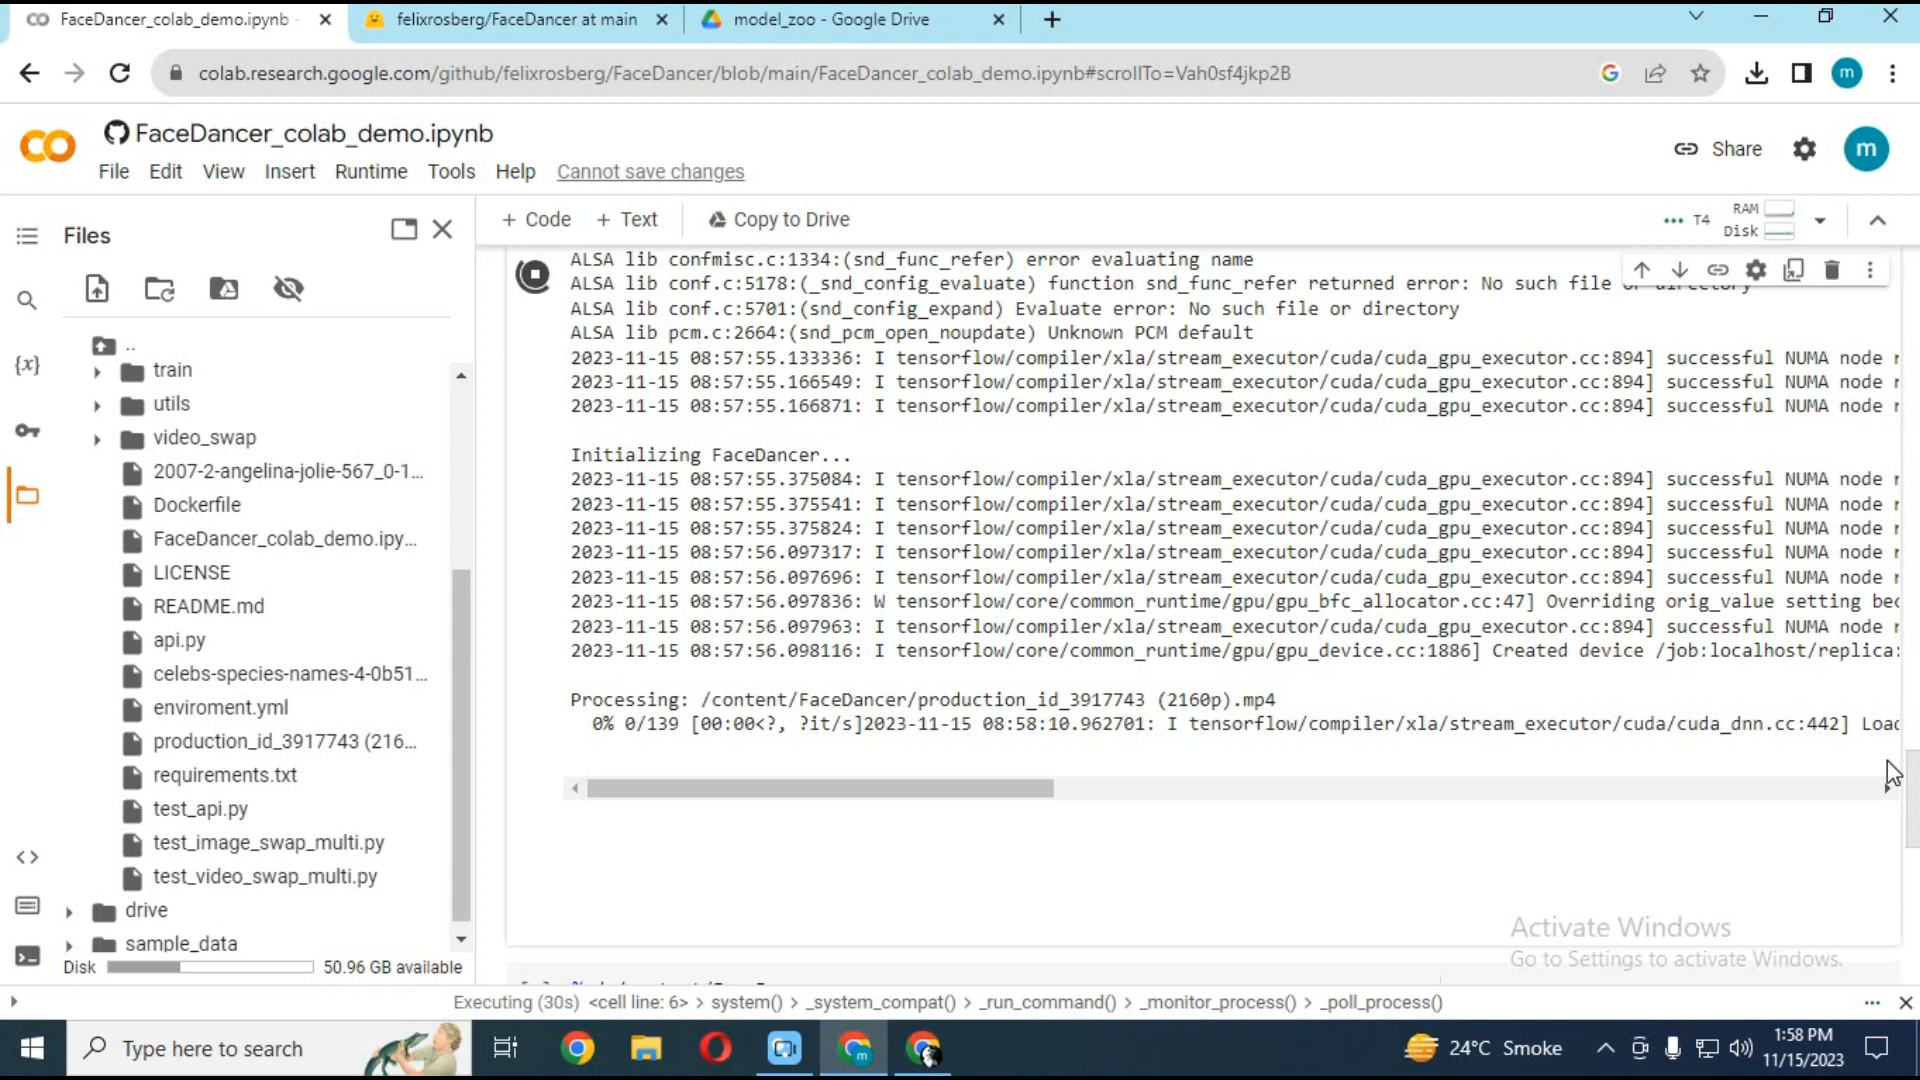 FaceDancer_colab_demo.ipynb -
felixrosberg/FaceDancer at main
model_zoo - Google Drive
colab.research.google.com/github/felixrosberg/FaceDancer/blob/main/FaceDancer_colab_demo.ipynb#scrollTo=Vah0sf4jkp2B
m
FaceDancer_colab_demo.ipynb
File Edit View Insert Runtime Tools Help Cannot save changes
Share
m
Files
+ Code + Text Copy to Drive
T4
RAM
Disk
{x}
..
train
utils
video_swap
2007-2-angelina-jolie-567_0-1...
Dockerfile
FaceDancer_colab_demo.ipy...
LICENSE
README.md
api.py
celebs-species-names-4-0b51...
enviroment.yml
production_id_3917743 (216...
requirements.txt
test_api.py
test_image_swap_multi.py
test_video_swap_multi.py
drive
sample_data
Disk 50.96 GB available
ALSA lib confmisc.c:1334:(snd_func_refer) error evaluating name
ALSA lib conf.c:5178:(_snd_config_evaluate) function snd_func_refer returned error: No such file or directory
ALSA lib conf.c:5701:(snd_config_expand) Evaluate error: No such file or directory
ALSA lib pcm.c:2664:(snd_pcm_open_noupdate) Unknown PCM default
2023-11-15 08:57:55.133336: I tensorflow/compiler/xla/stream_executor/cuda/cuda_gpu_executor.cc:894] successful NUMA node r
2023-11-15 08:57:55.166549: I tensorflow/compiler/xla/stream_executor/cuda/cuda_gpu_executor.cc:894] successful NUMA node r
2023-11-15 08:57:55.166871: I tensorflow/compiler/xla/stream_executor/cuda/cuda_gpu_executor.cc:894] successful NUMA node r
Initializing FaceDancer...
2023-11-15 08:57:55.375084: I tensorflow/compiler/xla/stream_executor/cuda/cuda_gpu_executor.cc:894] successful NUMA node r
2023-11-15 08:57:55.375541: I tensorflow/compiler/xla/stream_executor/cuda/cuda_gpu_executor.cc:894] successful NUMA node r
2023-11-15 08:57:55.375824: I tensorflow/compiler/xla/stream_executor/cuda/cuda_gpu_executor.cc:894] successful NUMA node r
2023-11-15 08:57:56.097317: I tensorflow/compiler/xla/stream_executor/cuda/cuda_gpu_executor.cc:894] successful NUMA node r
2023-11-15 08:57:56.097696: I tensorflow/compiler/xla/stream_executor/cuda/cuda_gpu_executor.cc:894] successful NUMA node r
2023-11-15 08:57:56.097836: W tensorflow/core/common_runtime/gpu/gpu_bfc_allocator.cc:47] Overriding orig_value setting bec
2023-11-15 08:57:56.097963: I tensorflow/compiler/xla/stream_executor/cuda/cuda_gpu_executor.cc:894] successful NUMA node r
2023-11-15 08:57:56.098116: I tensorflow/core/common_runtime/gpu/gpu_device.cc:1886] Created device /job:localhost/replica:
Processing: /content/FaceDancer/production_id_3917743 (2160p).mp4
0% 0/139 [00:00<?, ?it/s]2023-11-15 08:58:10.962701: I tensorflow/compiler/xla/stream_executor/cuda/cuda_dnn.cc:442] Load
Activate Windows
Go to Settings to activate Windows.
Executing (30s) <cell line: 6> > system() > _system_compat() > _run_command() > _monitor_process() > _poll_process()
Type here to search
24°C Smoke
1:58 PM
11/15/2023